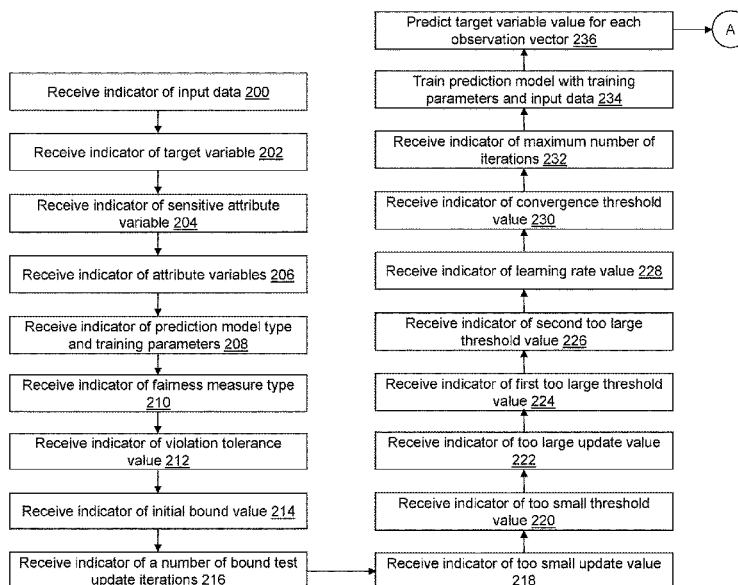 Receive indicator of input data 200
Receive indicator of target variable 202
Receive indicator of sensitive attribute
variable 204
Receive indicator of attribute variables 206
Receive indicator of prediction model type
and training parameters 208
Receive indicator of fairness measure type
210
Receive indicator of violation tolerance
value 212
Receive indicator of initial bound value 214
Receive indicator of a number of bound test
update iterations 216
Receive indicator of too small update value
218
Receive indicator of too small threshold
value 220
Receive indicator of too large update value
222
Receive indicator of first too large threshold
value 224
Receive indicator of second too large
threshold value 226
Receive indicator of learning rate value 228
Receive indicator of convergence threshold
value 230
Receive indicator of maximum number of
iterations 232
Train prediction model with training
parameters and input data 234
Predict target variable value for each
observation vector 236
A